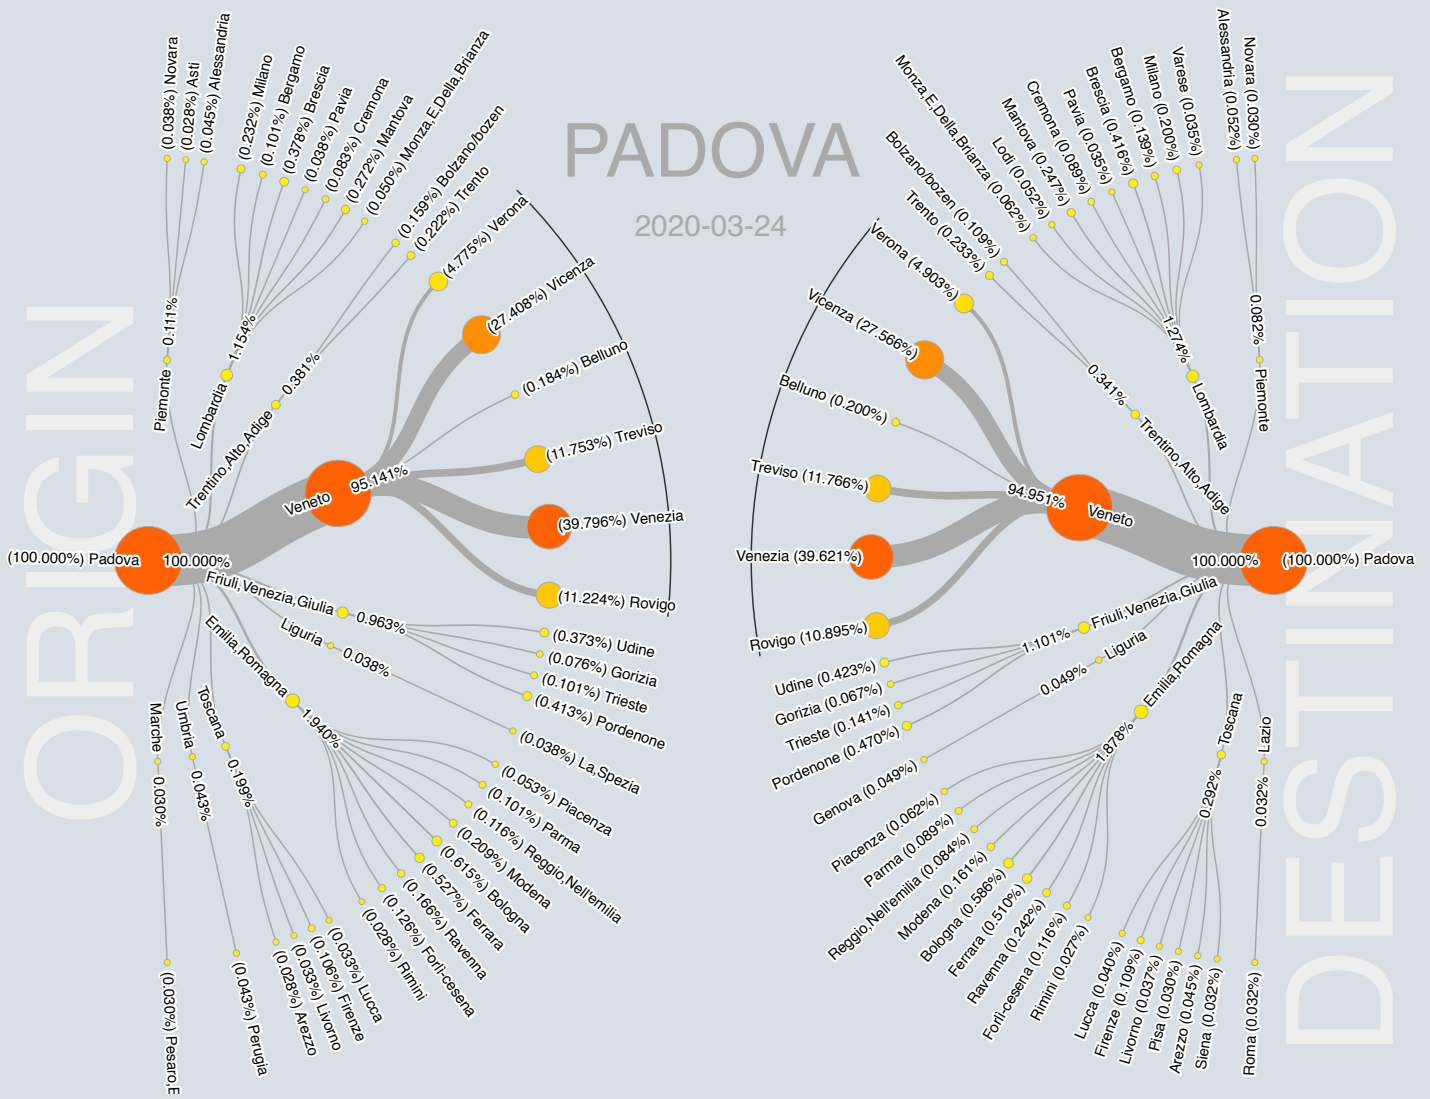 PADOVA
2020-03-24
ORIGIN
(100.000%) Padova
100.000%
Piemonte
0.111%
(0.038%) Novara
(0.028%) Asti
(0.045%) Alessandria
Lombardia
1.154%
(0.232%) Milano
(0.101%) Bergamo
(0.378%) Brescia
(0.038%) Pavia
(0.083%) Cremona
(0.272%) Mantova
(0.050%) Monza,E,Della,Brianza
Trentino,Alto,Adige
0.381%
(0.159%) Bolzano/bozen
(0.222%) Trento
Veneto
95.141%
(4.775%) Verona
(27.408%) Vicenza
(0.184%) Belluno
(11.753%) Treviso
(39.796%) Venezia
(11.224%) Rovigo
Friuli,Venezia,Giulia
0.963%
(0.373%) Udine
(0.076%) Gorizia
(0.101%) Trieste
(0.413%) Pordenone
Liguria
0.038%
(0.038%) La,Spezia
Emilia,Romagna
1.940%
(0.053%) Piacenza
(0.101%) Parma
(0.116%) Reggio,Nell'emilia
(0.209%) Modena
(0.615%) Bologna
(0.527%) Ferrara
(0.166%) Ravenna
(0.126%) Forlì-cesena
(0.028%) Rimini
Toscana
0.199%
(0.033%) Lucca
(0.106%) Firenze
(0.033%) Livorno
(0.028%) Arezzo
Umbria
0.043%
(0.043%) Perugia
Marche
0.030%
(0.030%) Pesaro,E
DESTINATION
(100.000%) Padova
100.000%
Piemonte
0.082%
Novara (0.030%)
Alessandria (0.052%)
Lombardia
1.274%
Varese (0.035%)
Milano (0.200%)
Bergamo (0.139%)
Brescia (0.416%)
Pavia (0.035%)
Cremona (0.089%)
Mantova (0.247%)
Lodi (0.052%)
Monza,E,Della,Brianza (0.062%)
Trentino,Alto,Adige
0.341%
Bolzano/bozen (0.109%)
Trento (0.233%)
Veneto
94.951%
Verona (4.903%)
Vicenza (27.566%)
Belluno (0.200%)
Treviso (11.766%)
Venezia (39.621%)
Rovigo (10.895%)
Friuli,Venezia,Giulia
1.101%
Udine (0.423%)
Gorizia (0.067%)
Trieste (0.141%)
Pordenone (0.470%)
Liguria
0.049%
Genova (0.049%)
Emilia,Romagna
1.878%
Piacenza (0.062%)
Parma (0.089%)
Reggio,Nell'emilia (0.084%)
Modena (0.161%)
Bologna (0.586%)
Ferrara (0.510%)
Ravenna (0.242%)
Forlì-cesena (0.116%)
Rimini (0.027%)
Toscana
0.292%
Lucca (0.040%)
Firenze (0.109%)
Livorno (0.037%)
Pisa (0.030%)
Arezzo (0.045%)
Siena (0.032%)
Lazio
0.032%
Roma (0.032%)